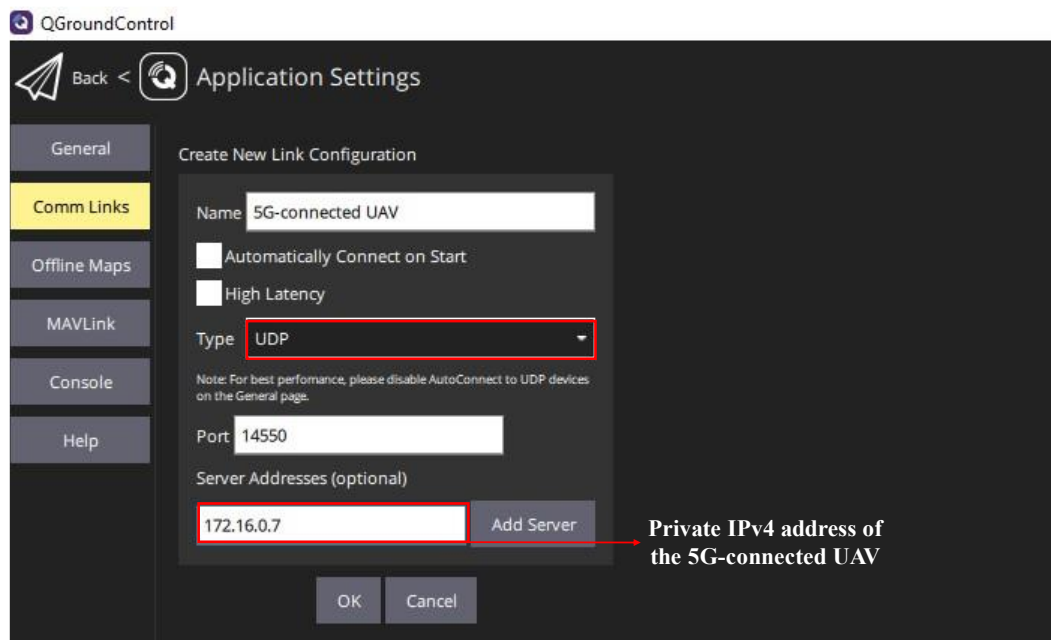 QGroundControl
Back < Application Settings
General
Comm Links
Offline Maps
MAVLink
Console
Help
Create New Link Configuration
Name 5G-connected UAV
Automatically Connect on Start
High Latency
Type UDP
Note: For best perfomance, please disable AutoConnect to UDP devices
on the General page.
Port 14550
Server Addresses (optional)
172.16.0.7 Add Server
Private IPv4 address of
the 5G-connected UAV
OK Cancel